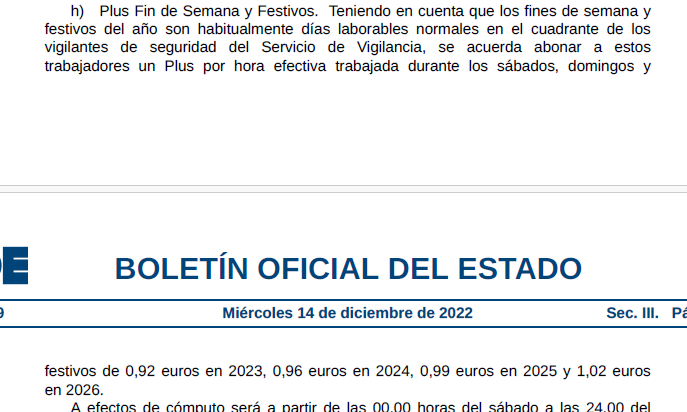 h) Plus Fin de Semana y Festivos. Teniendo en cuenta que los fines de semana y
festivos del año son habitualmente días laborables normales en el cuadrante de los
vigilantes de seguridad del Servicio de Vigilancia, se acuerda abonar a estos
trabajadores un Plus por hora efectiva trabajada durante los sábados, domingos y
E
BOLETÍN OFICIAL DEL ESTADO
9 Miércoles 14 de diciembre de 2022 Sec. III. Pá
festivos de 0,92 euros en 2023, 0,96 euros en 2024, 0,99 euros en 2025 y 1,02 euros
en 2026.
A efectos de cómputo será a partir de las 00.00 horas del sábado a las 24.00 del